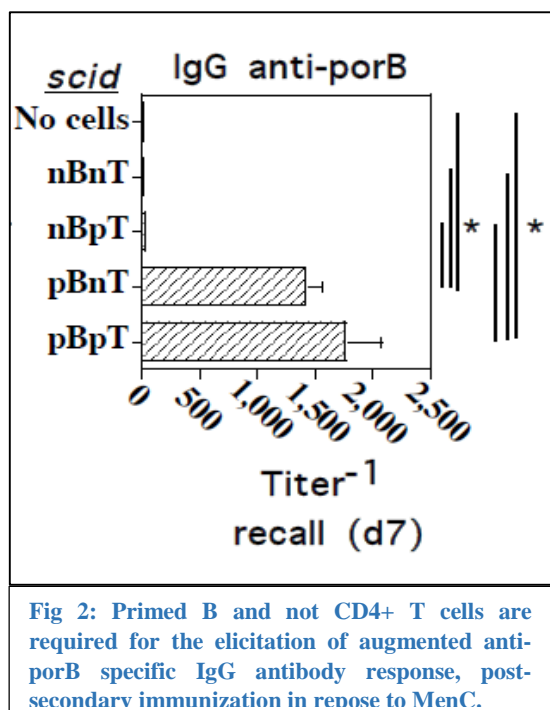 scid
IgG anti-porB
No cells
nBnT
nBpT
pBnT
pBpT
0
500
1,000
1,500
2,000
2,500
*
*
Titer-1
recall (d7)
Fig 2: Primed B and not CD4+ T cells are
required for the elicitation of augmented anti-
porB specific IgG antibody response, post-
secondary immunization in repose to MenC.